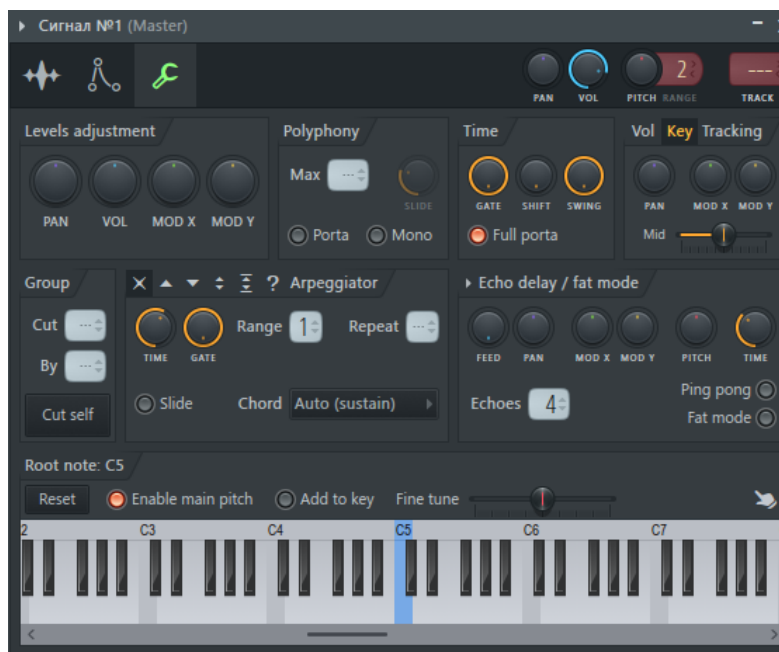 Сигнал №1 (Master)
2
---
PAN VOL PITCH RANGE TRACK
Levels adjustment
PAN VOL MOD X MOD Y
Polyphony
Max ---
SLIDE
Porta Mono
Time
GATE SHIFT SWING
Full porta
Vol Key Tracking
PAN MOD X MOD Y
Mid
Group
Cut ---
By ---
Cut self
? Arpeggiator
TIME GATE Range 1 Repeat ---
Slide Chord Auto (sustain)
Echo delay / fat mode
FEED PAN MOD X MOD Y PITCH TIME
Echoes 4
Ping pong
Fat mode
Root note: C5
Reset Enable main pitch Add to key Fine tune
2 C3 C4 C5 C6 C7